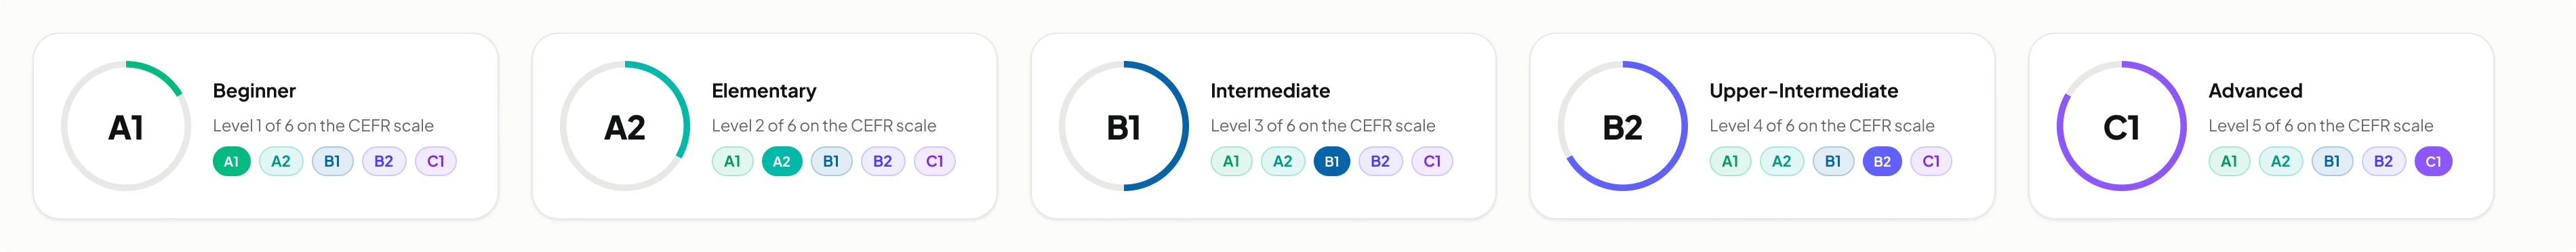 A1
Beginner
Level 1 of 6 on the CEFR scale
A1 A2 B1 B2 C1
A2
Elementary
Level 2 of 6 on the CEFR scale
A1 A2 B1 B2 C1
B1
Intermediate
Level 3 of 6 on the CEFR scale
A1 A2 B1 B2 C1
B2
Upper-Intermediate
Level 4 of 6 on the CEFR scale
A1 A2 B1 B2 C1
C1
Advanced
Level 5 of 6 on the CEFR scale
A1 A2 B1 B2 C1